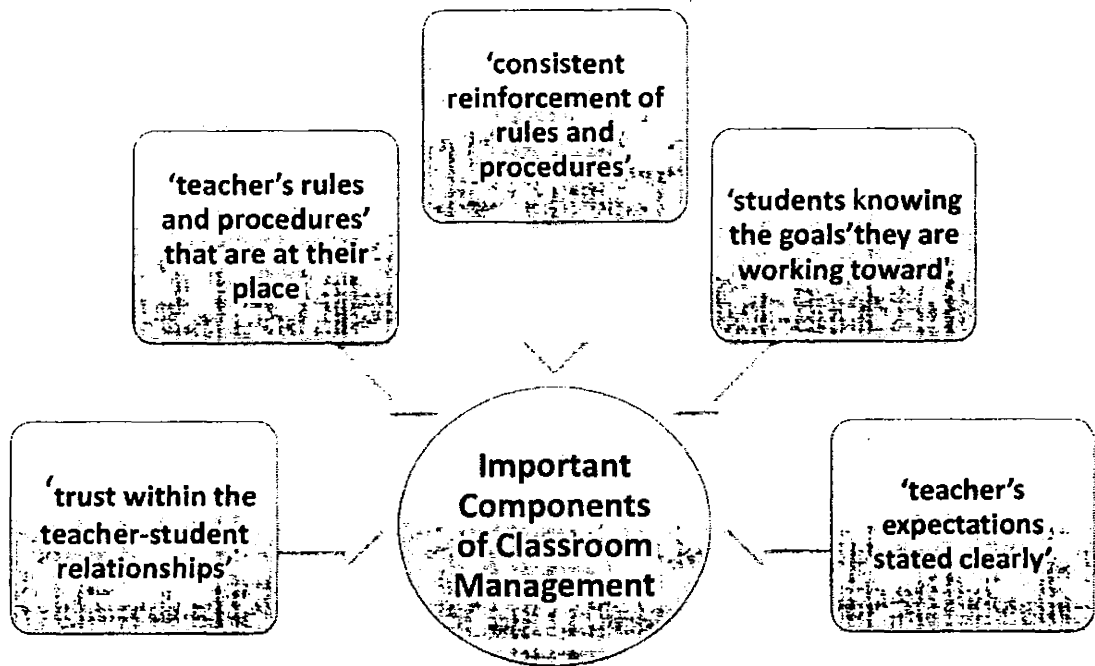 'consistent
reinforcement of
rules and
procedures'
'teacher's rules
and procedures'
that are at their
place
'students knowing
the goals'they are
working toward'
'trust within the
teacher-student
relationships'
Important
Components
of Classroom
Management
'teacher's
expectations
'stated clearly'